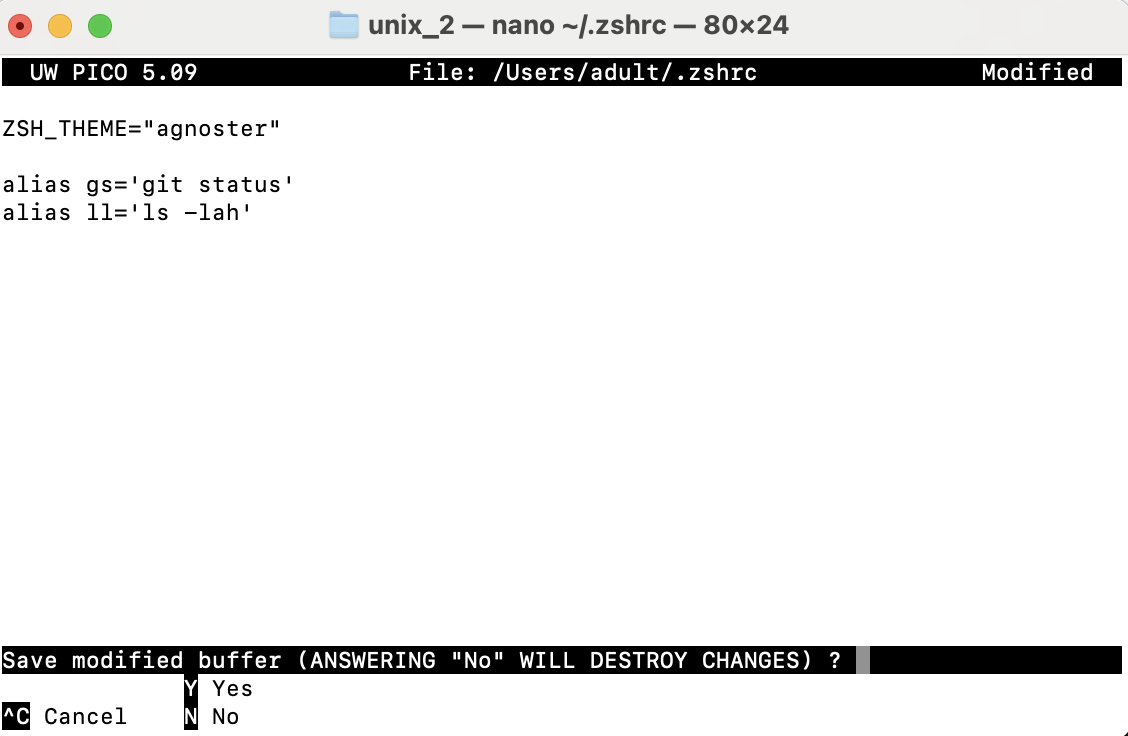 unix_2 — nano ~/.zshrc — 80×24
UW PICO 5.09 File: /Users/adult/.zshrc Modified
ZSH_THEME="agnoster"
alias gs='git status'
alias ll='ls -lah'
Save modified buffer (ANSWERING "No" WILL DESTROY CHANGES) ?
Y Yes
^C Cancel N No